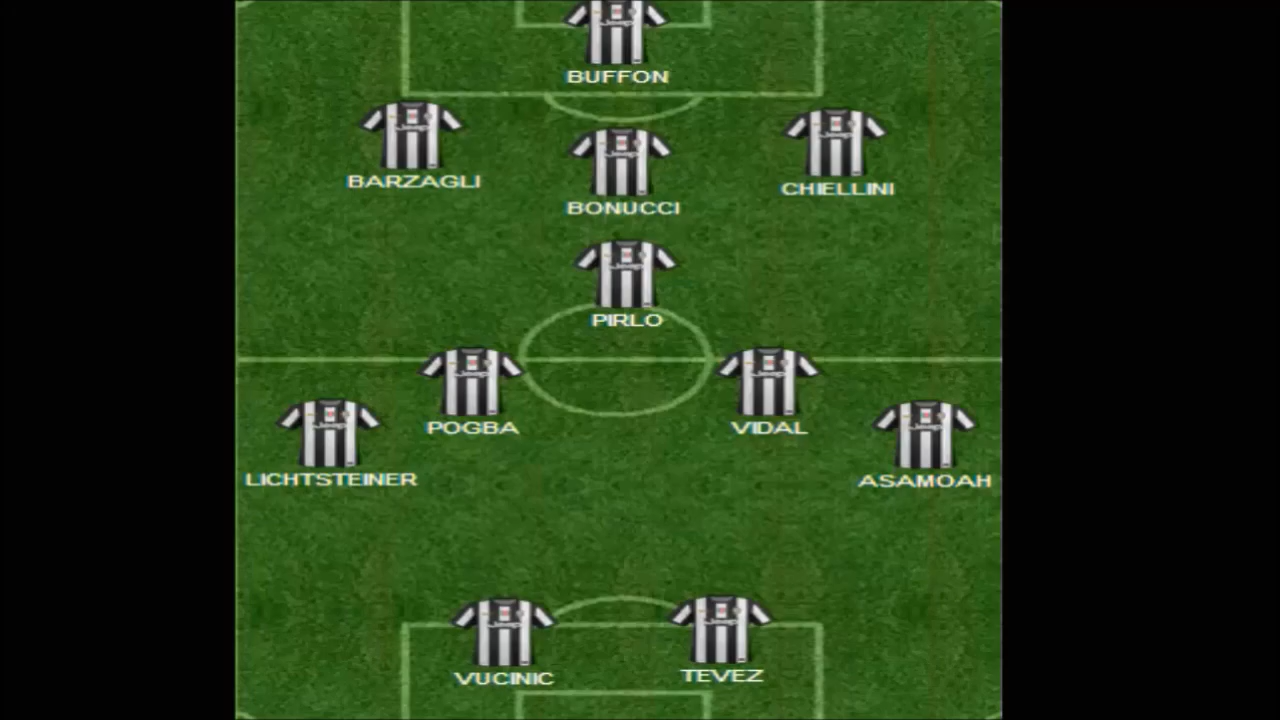 BUFFON
BARZAGLI
CHIELLINI
BONUCCI
PIRLO
POGBA
VIDAL
LICHTSTEINER
ASAMOAH
VUCINIC
TEVEZ